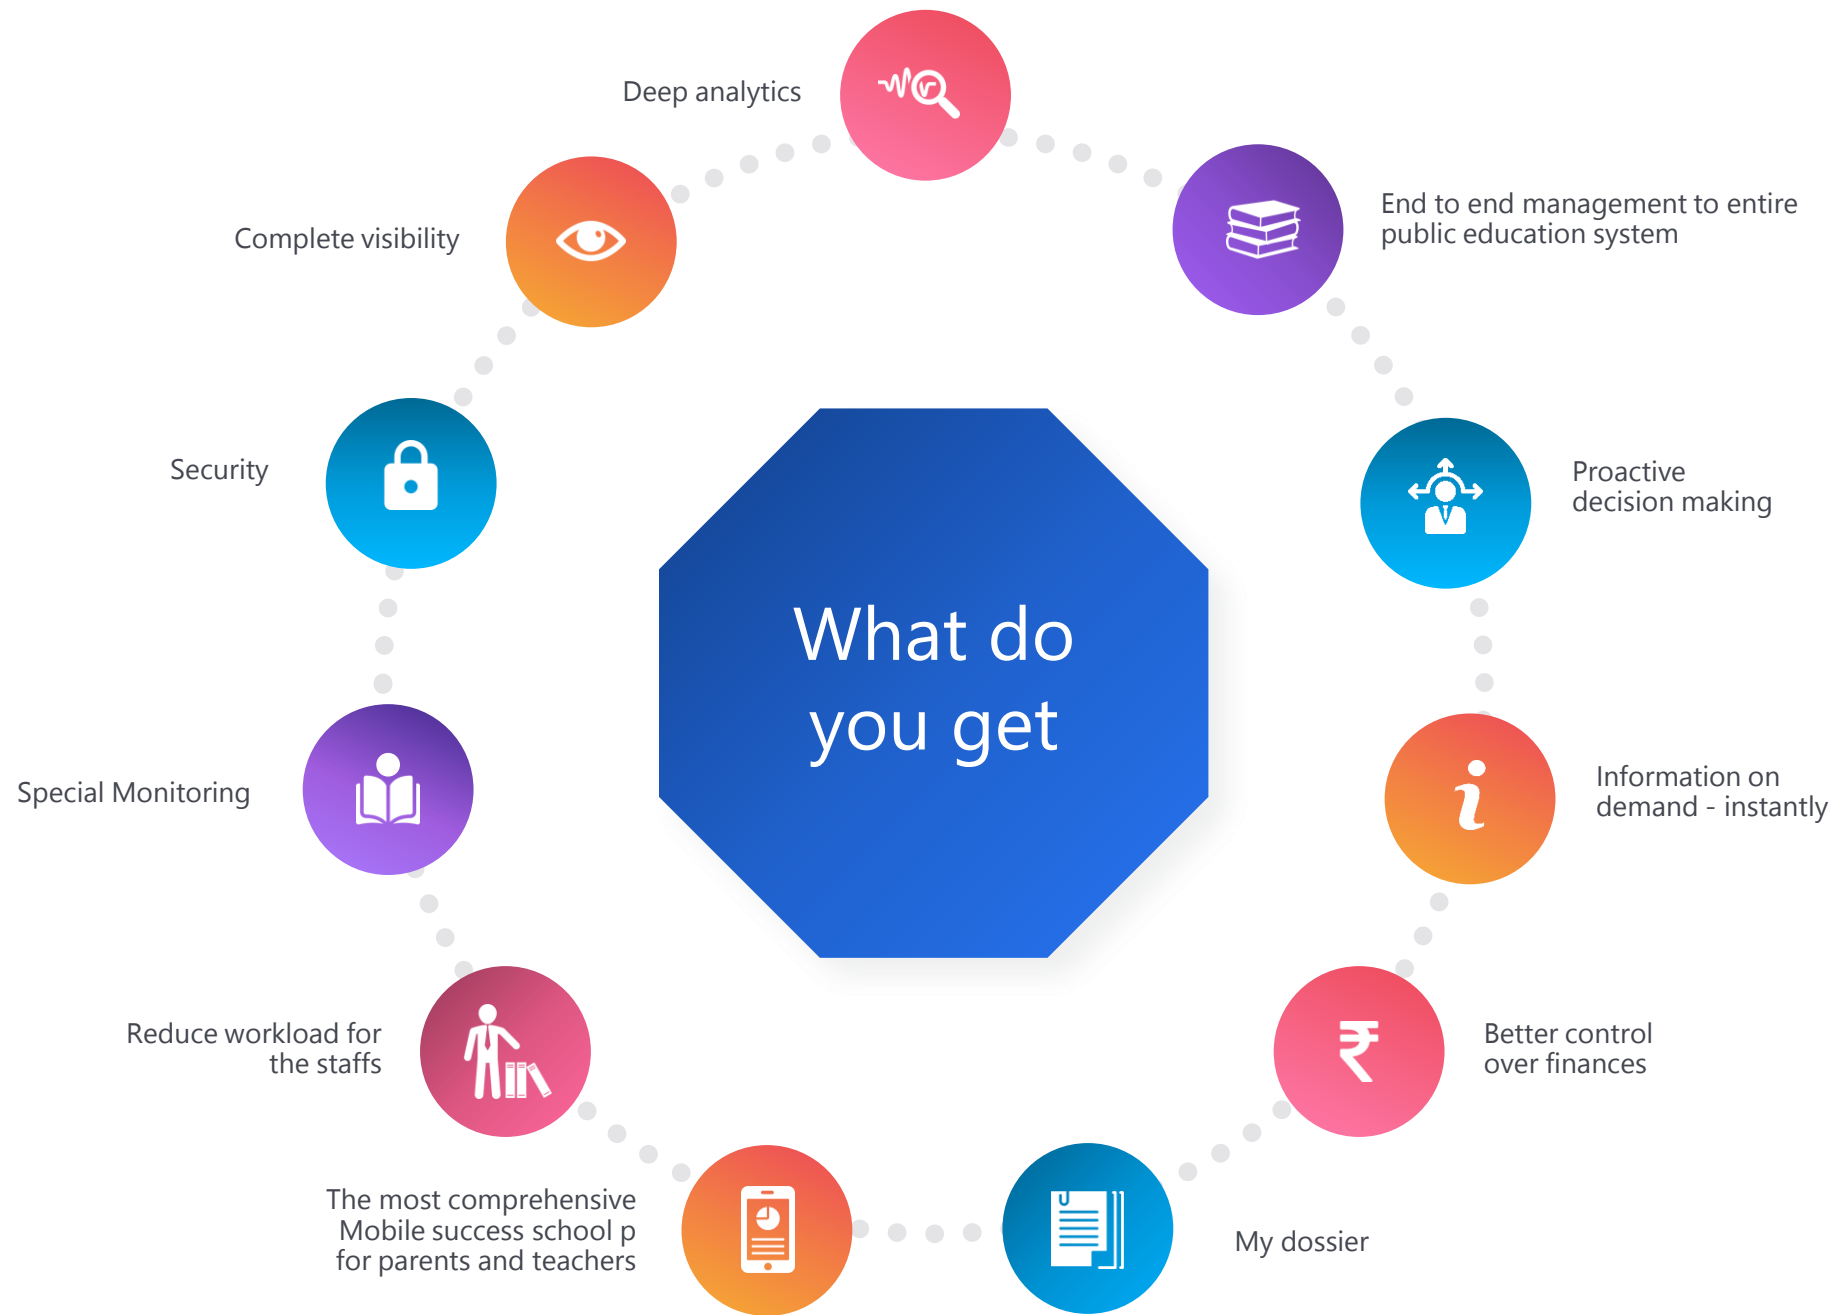 Deep analytics
End to end management to entire
public education system
Complete visibility
Security
Proactive
decision making
What do
you get
Special Monitoring
Information on
demand - instantly
Reduce workload for
the staffs
Better control
over finances
The most comprehensive
Mobile success school p
for parents and teachers
My dossier